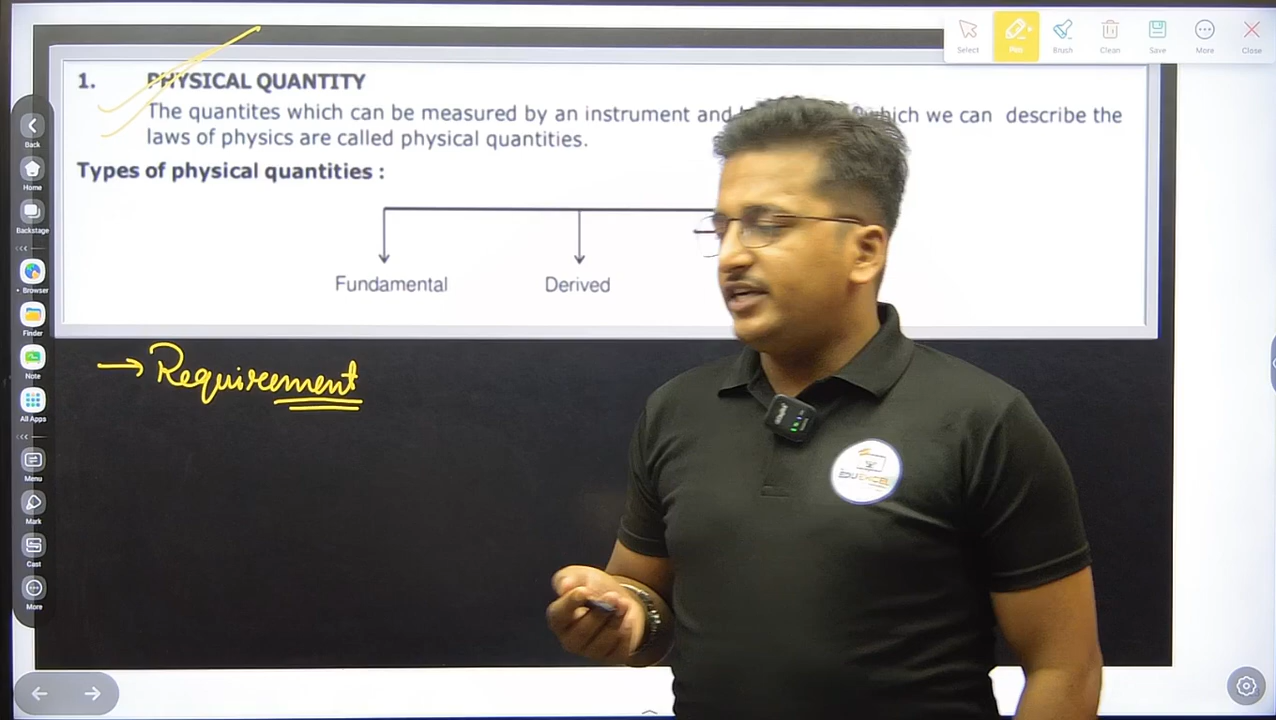 Select Pen Brush Clean Save More Close
1. PHYSICAL QUANTITY
The quantites which can be measured by an instrument and which we can describe the
laws of physics are called physical quantities.
Types of physical quantities :
Fundamental Derived
→ Requirement
Back
Home
Backstage
Browser
Finder
Note
All Apps
Menu
Mark
Cast
More
EDUEXCEL